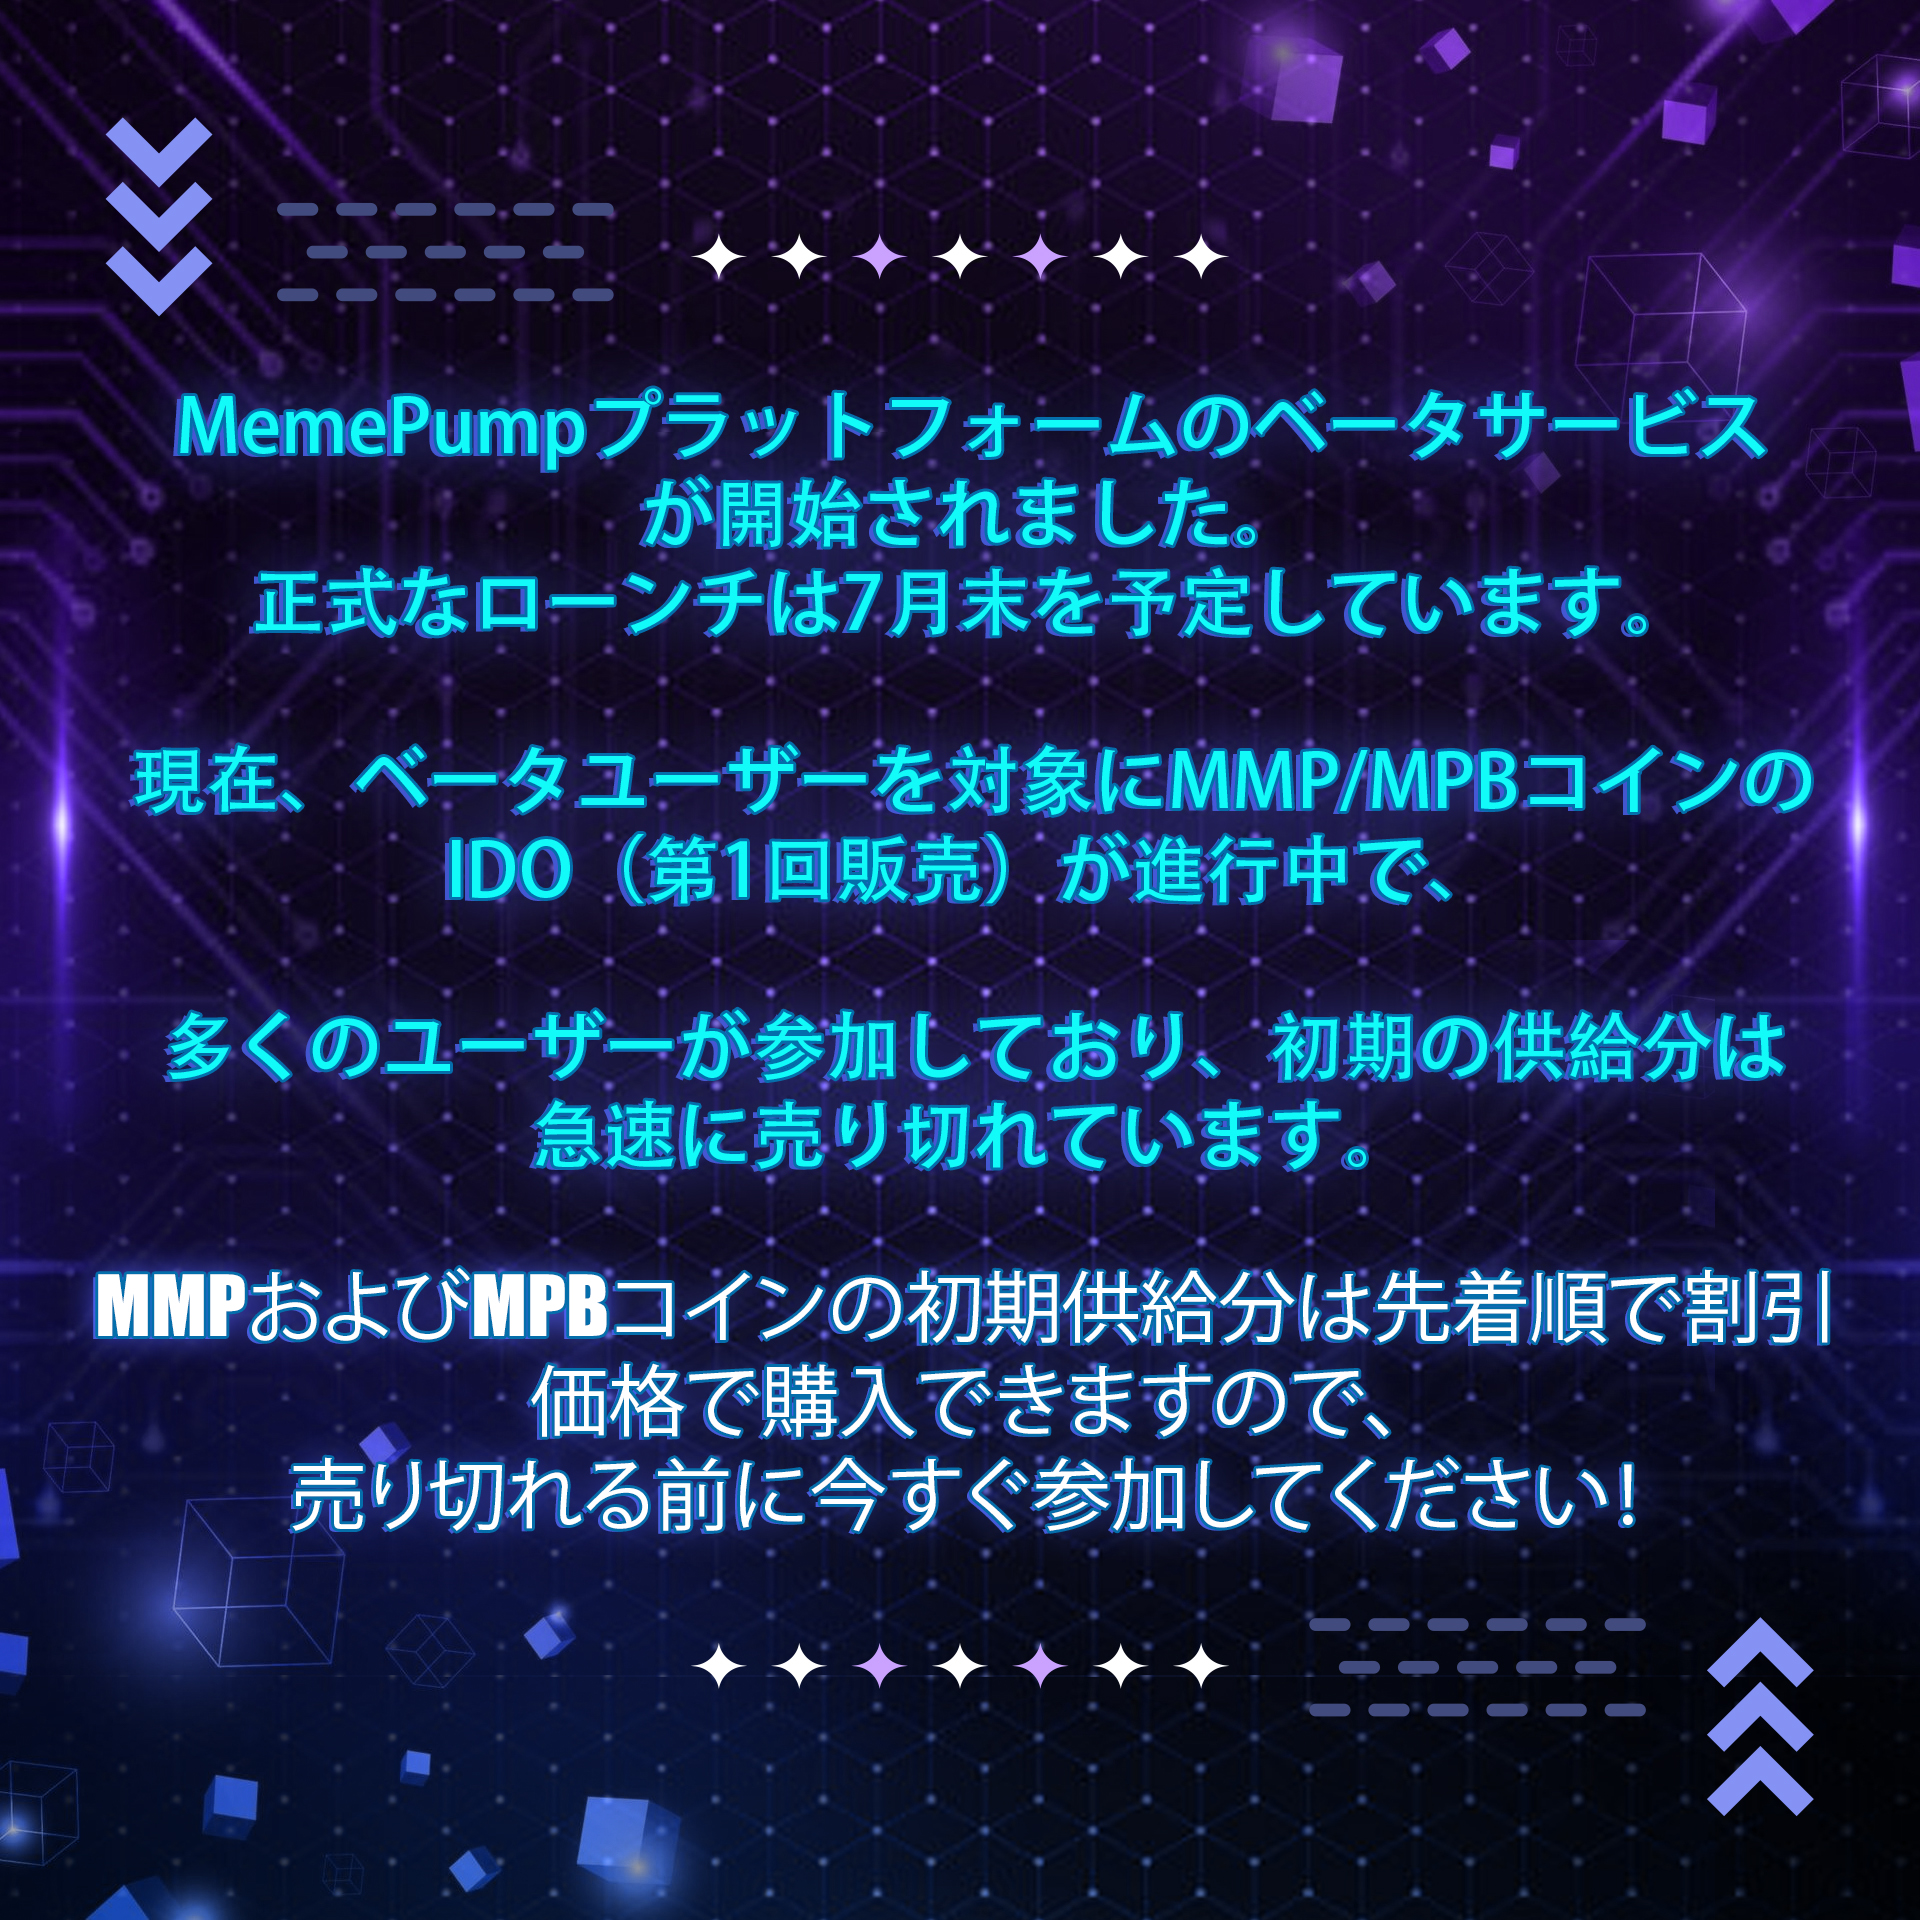 MemePumpプラットフォームのベータサービス
が開始されました。
正式なローンチは7月末を予定しています。
現在、ベータユーザーを対象にMMP/MPBコインの
IDO（第1回販売）が進行中で、
多くのユーザーが参加しており、初期の供給分は
急速に売り切れています。
MMPおよびMPBコインの初期供給分は先着順で割引
価格で購入できますので、
売り切れる前に今すぐ参加してください！